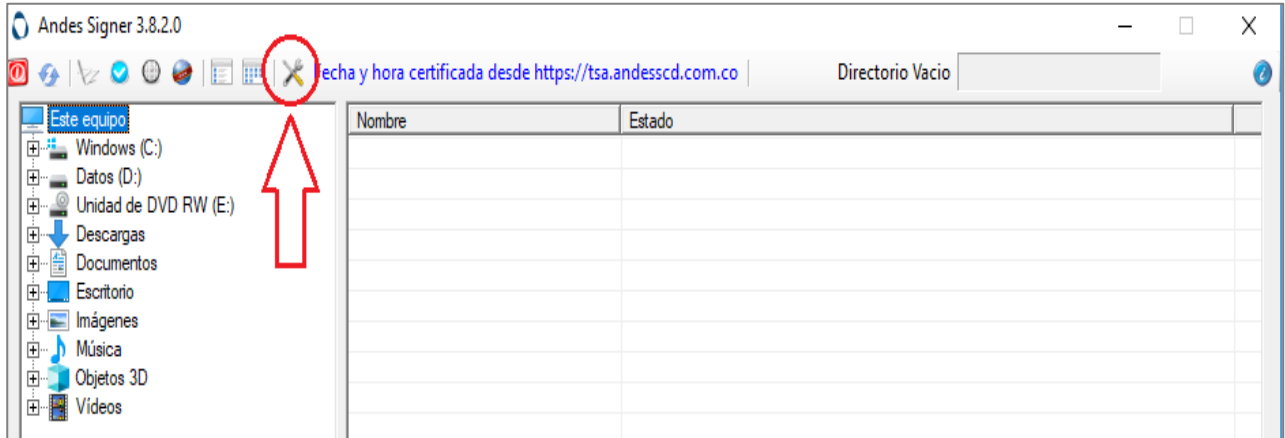 Andes Signer 3.8.2.0
fecha y hora certificada desde https://tsa.andesscd.com.co Directorio Vacio
Este equipo
Windows (C:)
Datos (D:)
Unidad de DVD RW (E:)
Descargas
Documentos
Escritorio
Imágenes
Música
Objetos 3D
Vídeos
Nombre Estado